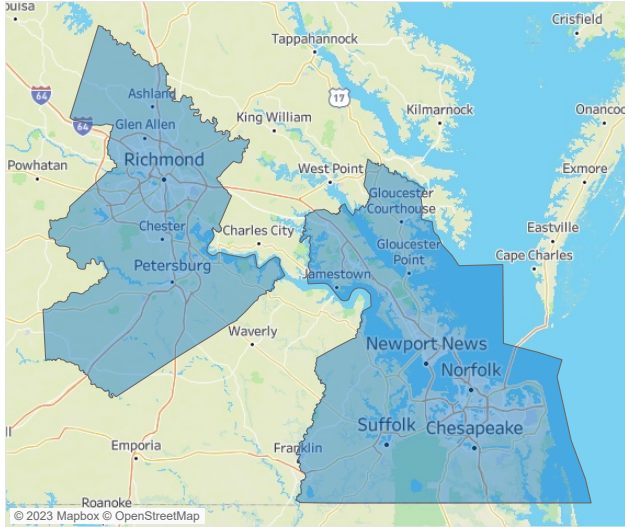 ouisa
Crisfield
Tappahannock
64
Ashland
17
Kilmarnock
Onancoc
64
Glen Allen
King William
Richmond
Powhatan
West Point
Exmore
Gloucester
Courthouse
Chester
Charles City
Eastville
Gloucester
Point
Cape Charles
Petersburg
Jamestown
Waverly
Newport News
Norfolk
Suffolk
Chesapeake
ll
Emporia
Franklin
Roanoke
© 2023 Mapbox © OpenStreetMap